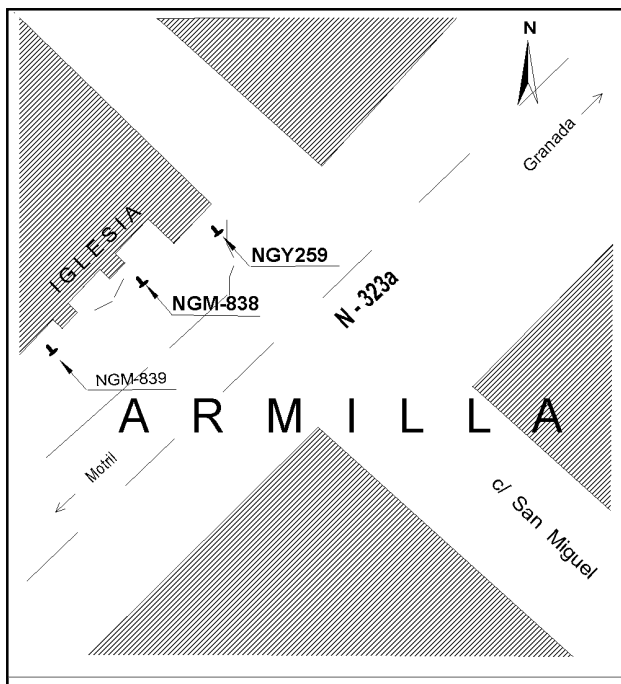 N
Granada
IGLESIA
NGY259
NGM-838
N - 323a
NGM-839
ARMILLA
Motril
c/ San Miguel